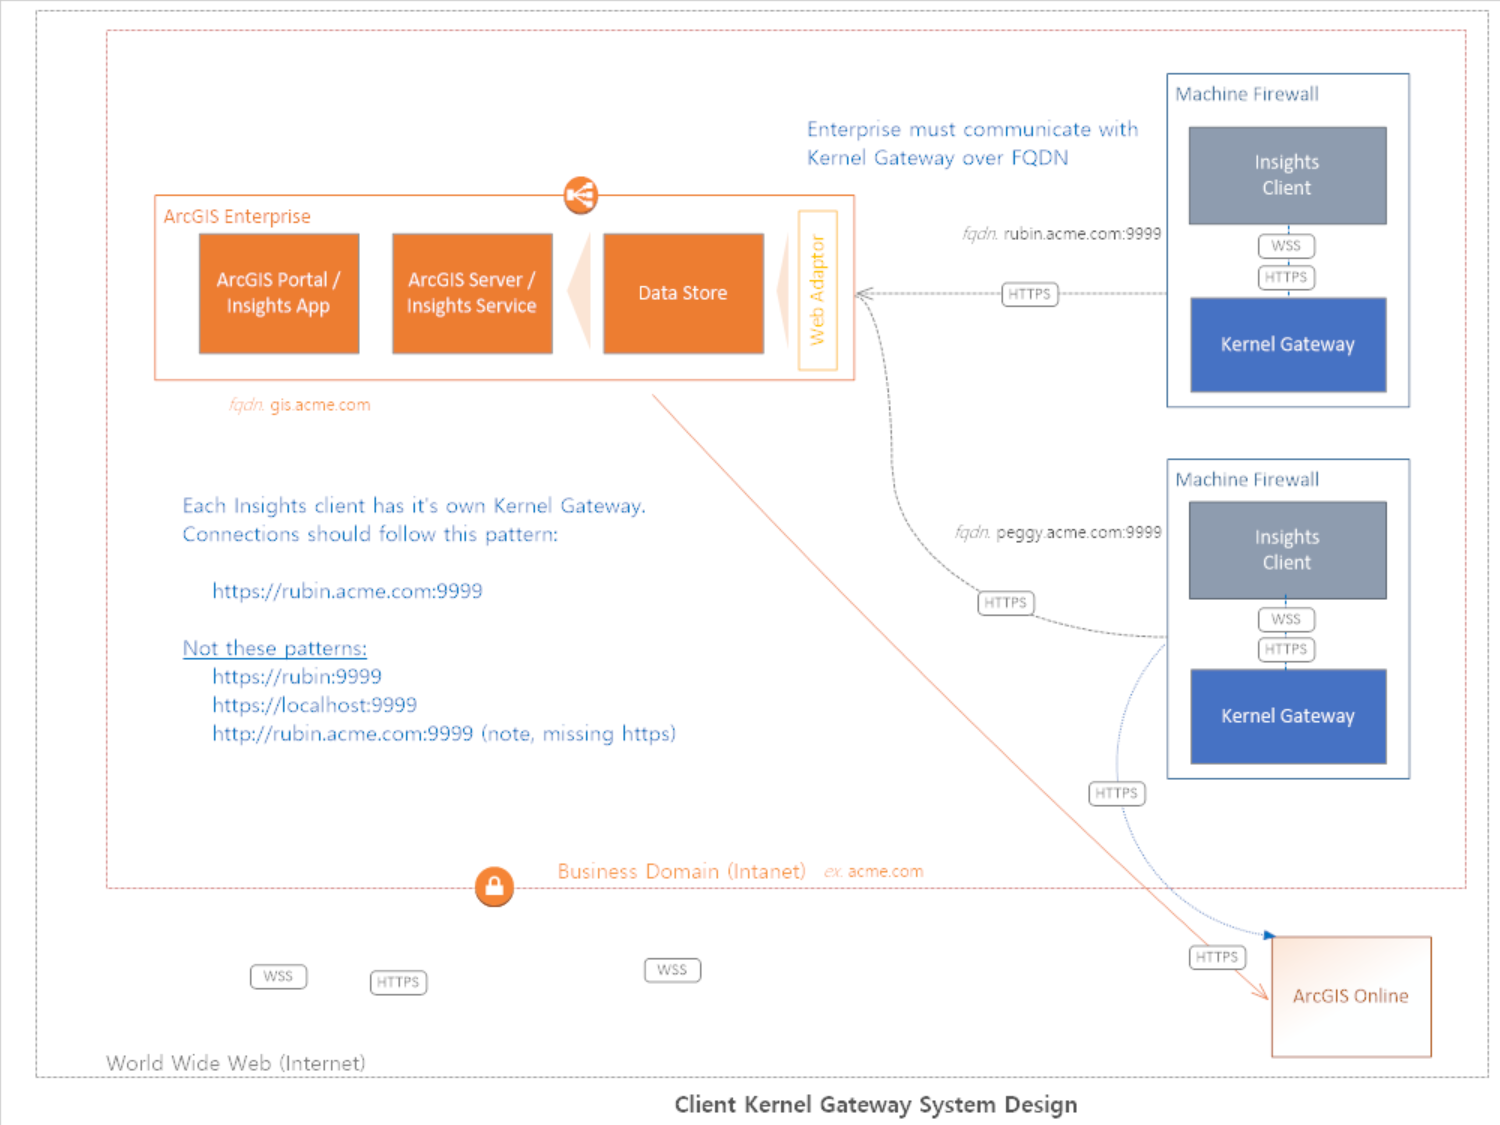 Machine Firewall
Enterprise must communicate with
Kernel Gateway over FQDN
Insights
Client
ArcGIS Enterprise
fqdn. rubin.acme.com:9999
WSS
HTTPS
ArcGIS Portal /
Insights App
ArcGIS Server /
Insights Service
Data Store
Web Adaptor
HTTPS
Kernel Gateway
fqdn. gis.acme.com
Machine Firewall
Each Insights client has it's own Kernel Gateway.
Connections should follow this pattern:
https://rubin.acme.com:9999
Not these patterns:
https://rubin:9999
https://localhost:9999
http://rubin.acme.com:9999 (note, missing https)
fqdn. peggy.acme.com:9999
Insights
Client
HTTPS
WSS
HTTPS
Kernel Gateway
HTTPS
Business Domain (Intanet) ex. acme.com
HTTPS
WSS
HTTPS
WSS
ArcGIS Online
World Wide Web (Internet)
Client Kernel Gateway System Design